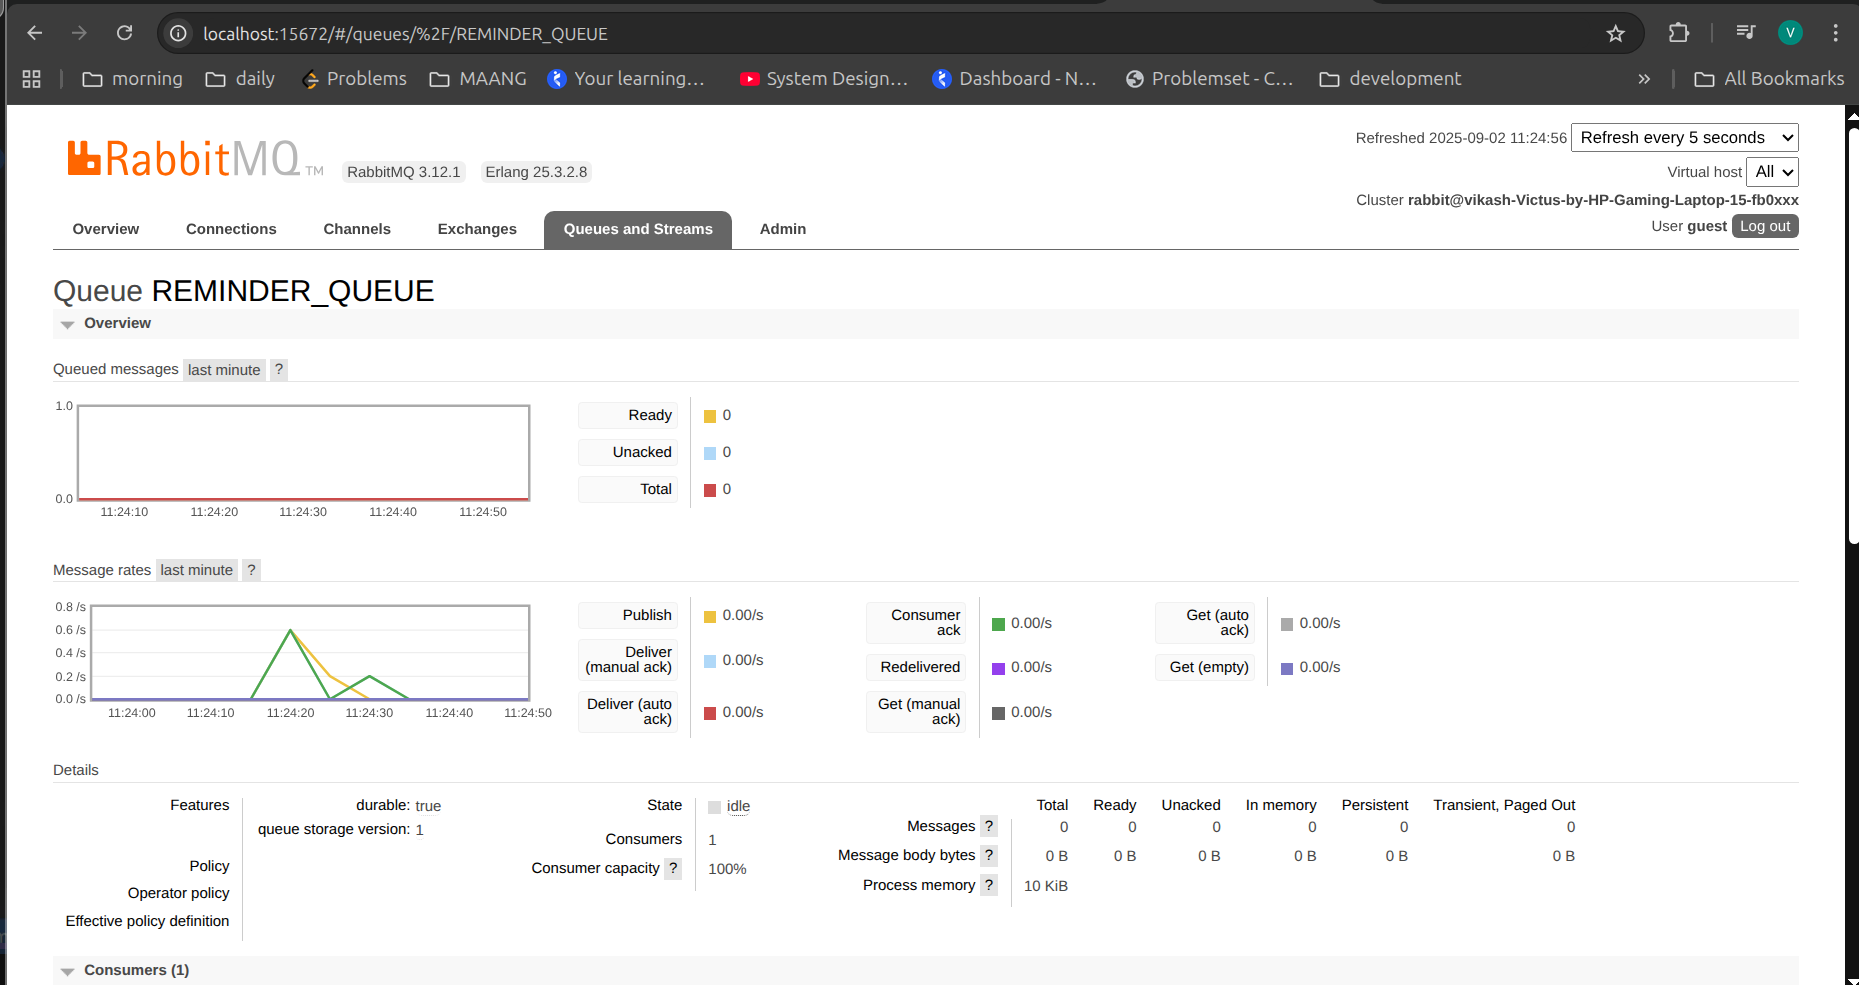 localhost:15672/#/queues/%2F/REMINDER_QUEUE
V
morning daily Problems MAANG Your learning... System Design... Dashboard - N... Problemset - C... development » All Bookmarks
RabbitMQ TM RabbitMQ 3.12.1 Erlang 25.3.2.8
Refreshed 2025-09-02 11:24:56 Refresh every 5 seconds
Virtual host All
Cluster rabbit@vikash-Victus-by-HP-Gaming-Laptop-15-fb0xxx
User guest Log out
Overview Connections Channels Exchanges Queues and Streams Admin
Queue REMINDER_QUEUE
Overview
Queued messages last minute ?
1.0
0.0
11:24:10 11:24:20 11:24:30 11:24:40 11:24:50
Ready 0
Unacked 0
Total 0
Message rates last minute ?
0.8 /s
0.6 /s
0.4 /s
0.2 /s
0.0 /s
11:24:00 11:24:10 11:24:20 11:24:30 11:24:40 11:24:50
Publish 0.00/s
Deliver
(manual ack) 0.00/s
Deliver (auto
ack) 0.00/s
Consumer
ack 0.00/s
Redelivered 0.00/s
Get (manual
ack) 0.00/s
Get (auto
ack) 0.00/s
Get (empty) 0.00/s
Details
Features durable: true
queue storage version: 1
Policy
Operator policy
Effective policy definition
State idle
Consumers 1
Consumer capacity ? 100%
Total Ready Unacked In memory Persistent Transient, Paged Out
Messages ? 0 0 0 0 0 0
Message body bytes ? 0 B 0 B 0 B 0 B 0 B 0 B
Process memory ? 10 KiB
Consumers (1)